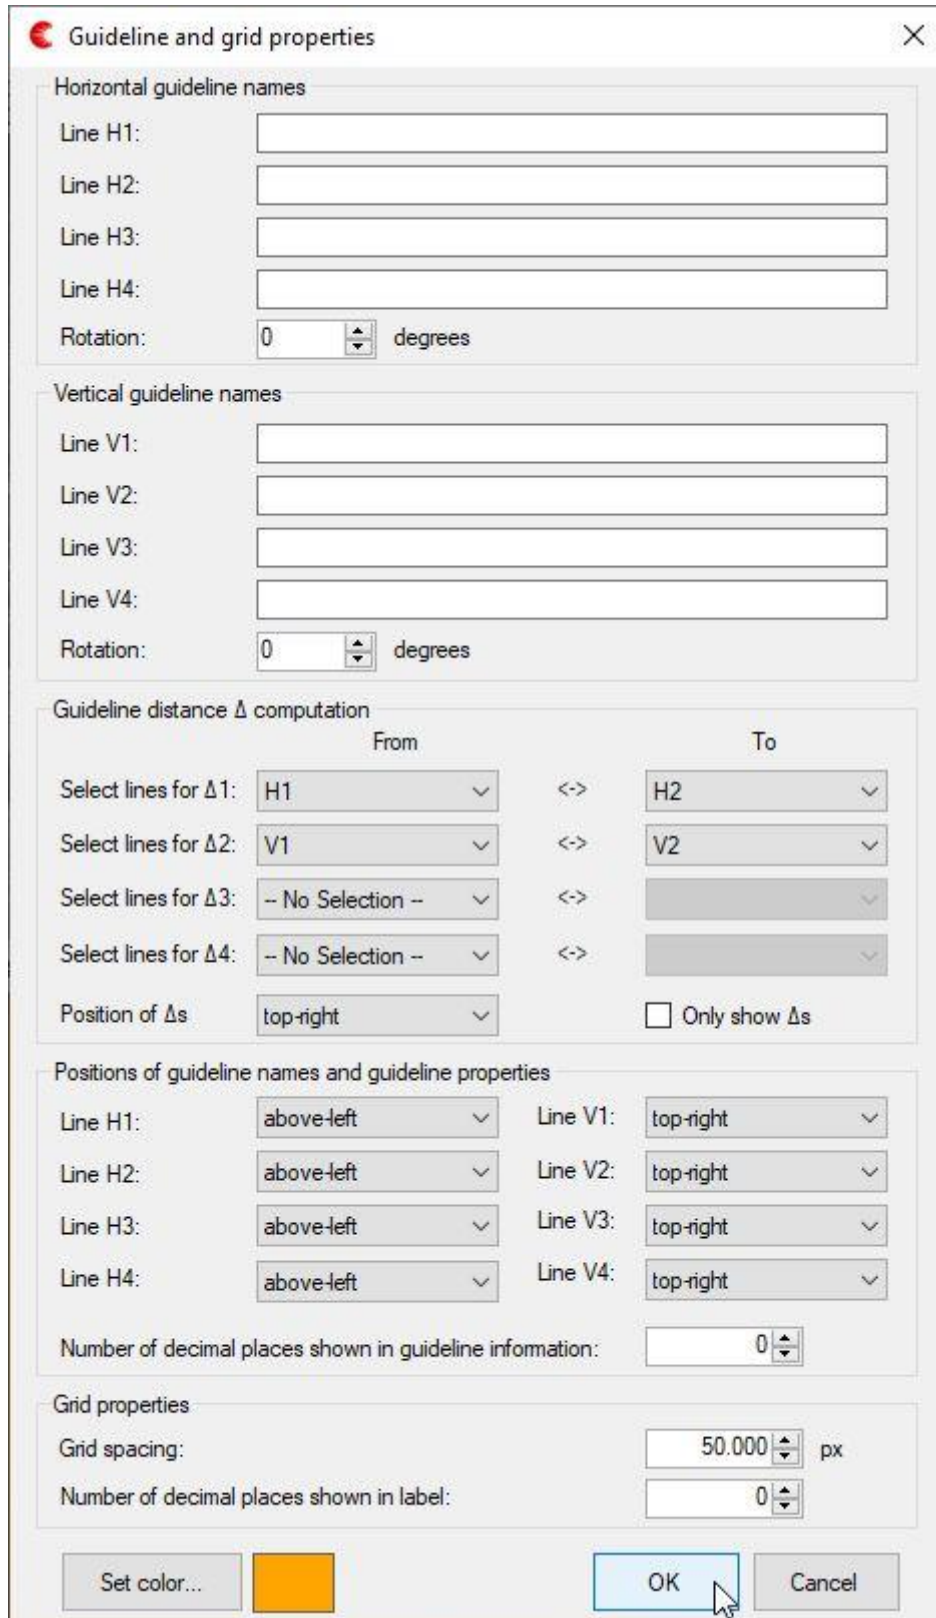 Guideline and grid properties
Horizontal guideline names
Line H1:
Line H2:
Line H3:
Line H4:
Rotation: 0 degrees
Vertical guideline names
Line V1:
Line V2:
Line V3:
Line V4:
Rotation: 0 degrees
Guideline distance Δ computation
From To
Select lines for Δ1: H1 <-> H2
Select lines for Δ2: V1 <-> V2
Select lines for Δ3: -- No Selection -- <->
Select lines for Δ4: -- No Selection -- <->
Position of Δs top-right Only show Δs
Positions of guideline names and guideline properties
Line H1: above-left Line V1: top-right
Line H2: above-left Line V2: top-right
Line H3: above-left Line V3: top-right
Line H4: above-left Line V4: top-right
Number of decimal places shown in guideline information: 0
Grid properties
Grid spacing: 50.000 px
Number of decimal places shown in label: 0
Set color... OK Cancel